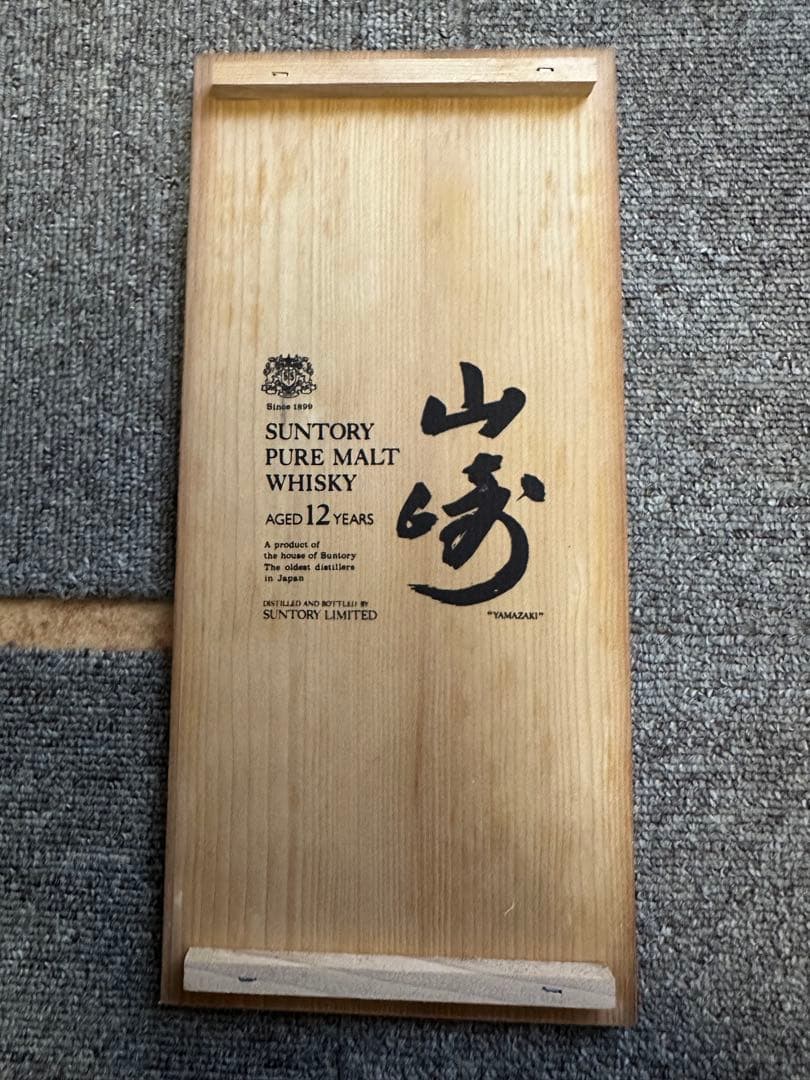 Since 1899
SUNTORY
PURE MALT
WHISKY
AGED 12 YEARS
A product of
the house of Suntory
The oldest distillers
in Japan
DISTILLED AND BOTTLED BY
SUNTORY LIMITED
山
崎
"YAMAZAKI"